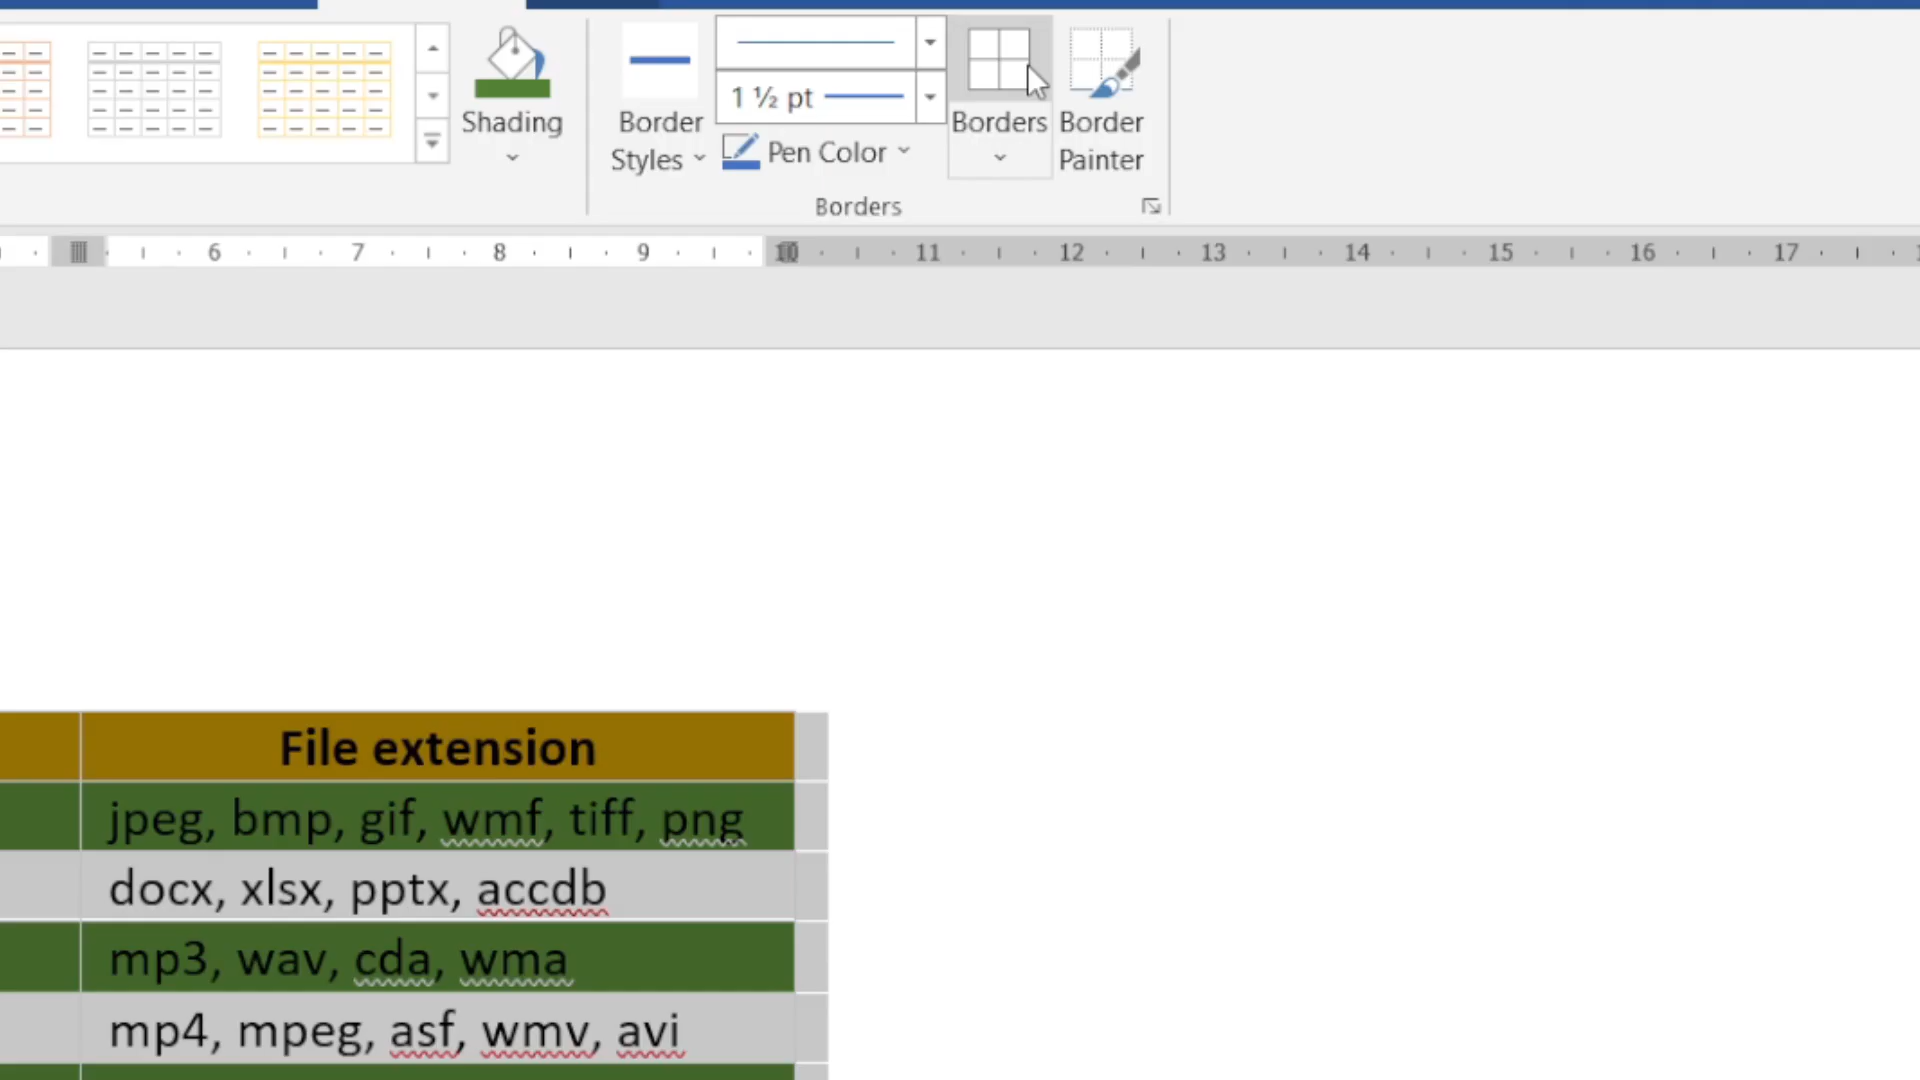 Shading
Border
Styles
1 ½ pt
Pen Color
Borders
Border
Painter
Borders
6 7 8 9 10 11 12 13 14 15 16 17
File extension
jpeg, bmp, gif, wmf, tiff, png
docx, xlsx, pptx, accdb
mp3, wav, cda, wma
mp4, mpeg, asf, wmv, avi